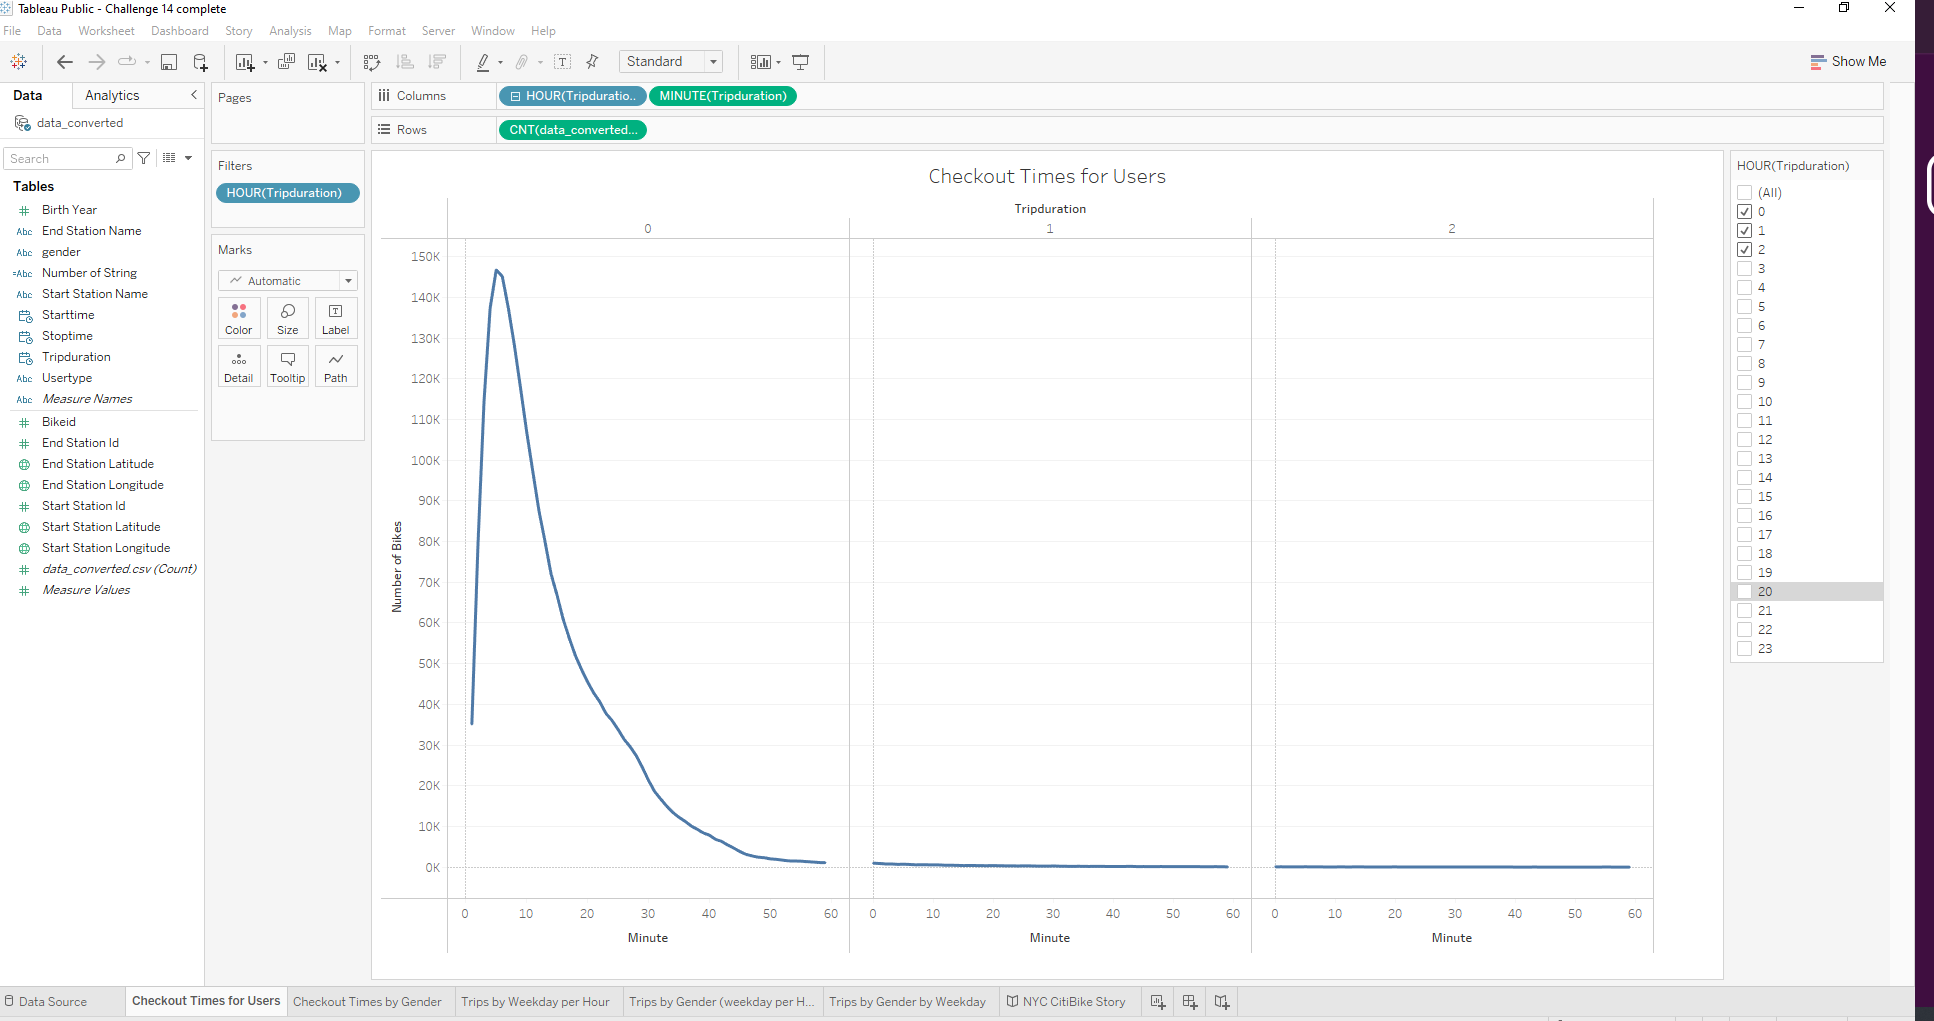 Tableau Public - Challenge 14 complete
File Data Worksheet Dashboard Story Analysis Map Format Server Window Help
Standard
Show Me
Data Analytics
data_converted
Search
Tables
Birth Year
Abc End Station Name
Abc gender
=Abc Number of String
Abc Start Station Name
Starttime
Stoptime
Tripduration
Abc Usertype
Abc Measure Names
Bikeid
End Station Id
End Station Latitude
End Station Longitude
Start Station Id
Start Station Latitude
Start Station Longitude
data_converted.csv (Count)
Measure Values
Pages
Filters
HOUR(Tripduration)
Marks
Automatic
Color Size Label
Detail Tooltip Path
Columns HOUR(Tripduratio.. MINUTE(Tripduration)
Rows CNT(data_converted...
Checkout Times for Users
Tripduration
0 1 2
150K
140K
130K
120K
110K
100K
90K
80K
70K
60K
50K
40K
30K
20K
10K
0K
Number of Bikes
0 10 20 30 40 50 60 0 10 20 30 40 50 60 0 10 20 30 40 50 60
Minute Minute Minute
HOUR(Tripduration)
(All)
0
1
2
3
4
5
6
7
8
9
10
11
12
13
14
15
16
17
18
19
20
21
22
23
Data Source Checkout Times for Users Checkout Times by Gender Trips by Weekday per Hour Trips by Gender (weekday per H... Trips by Gender by Weekday NYC CitiBike Story